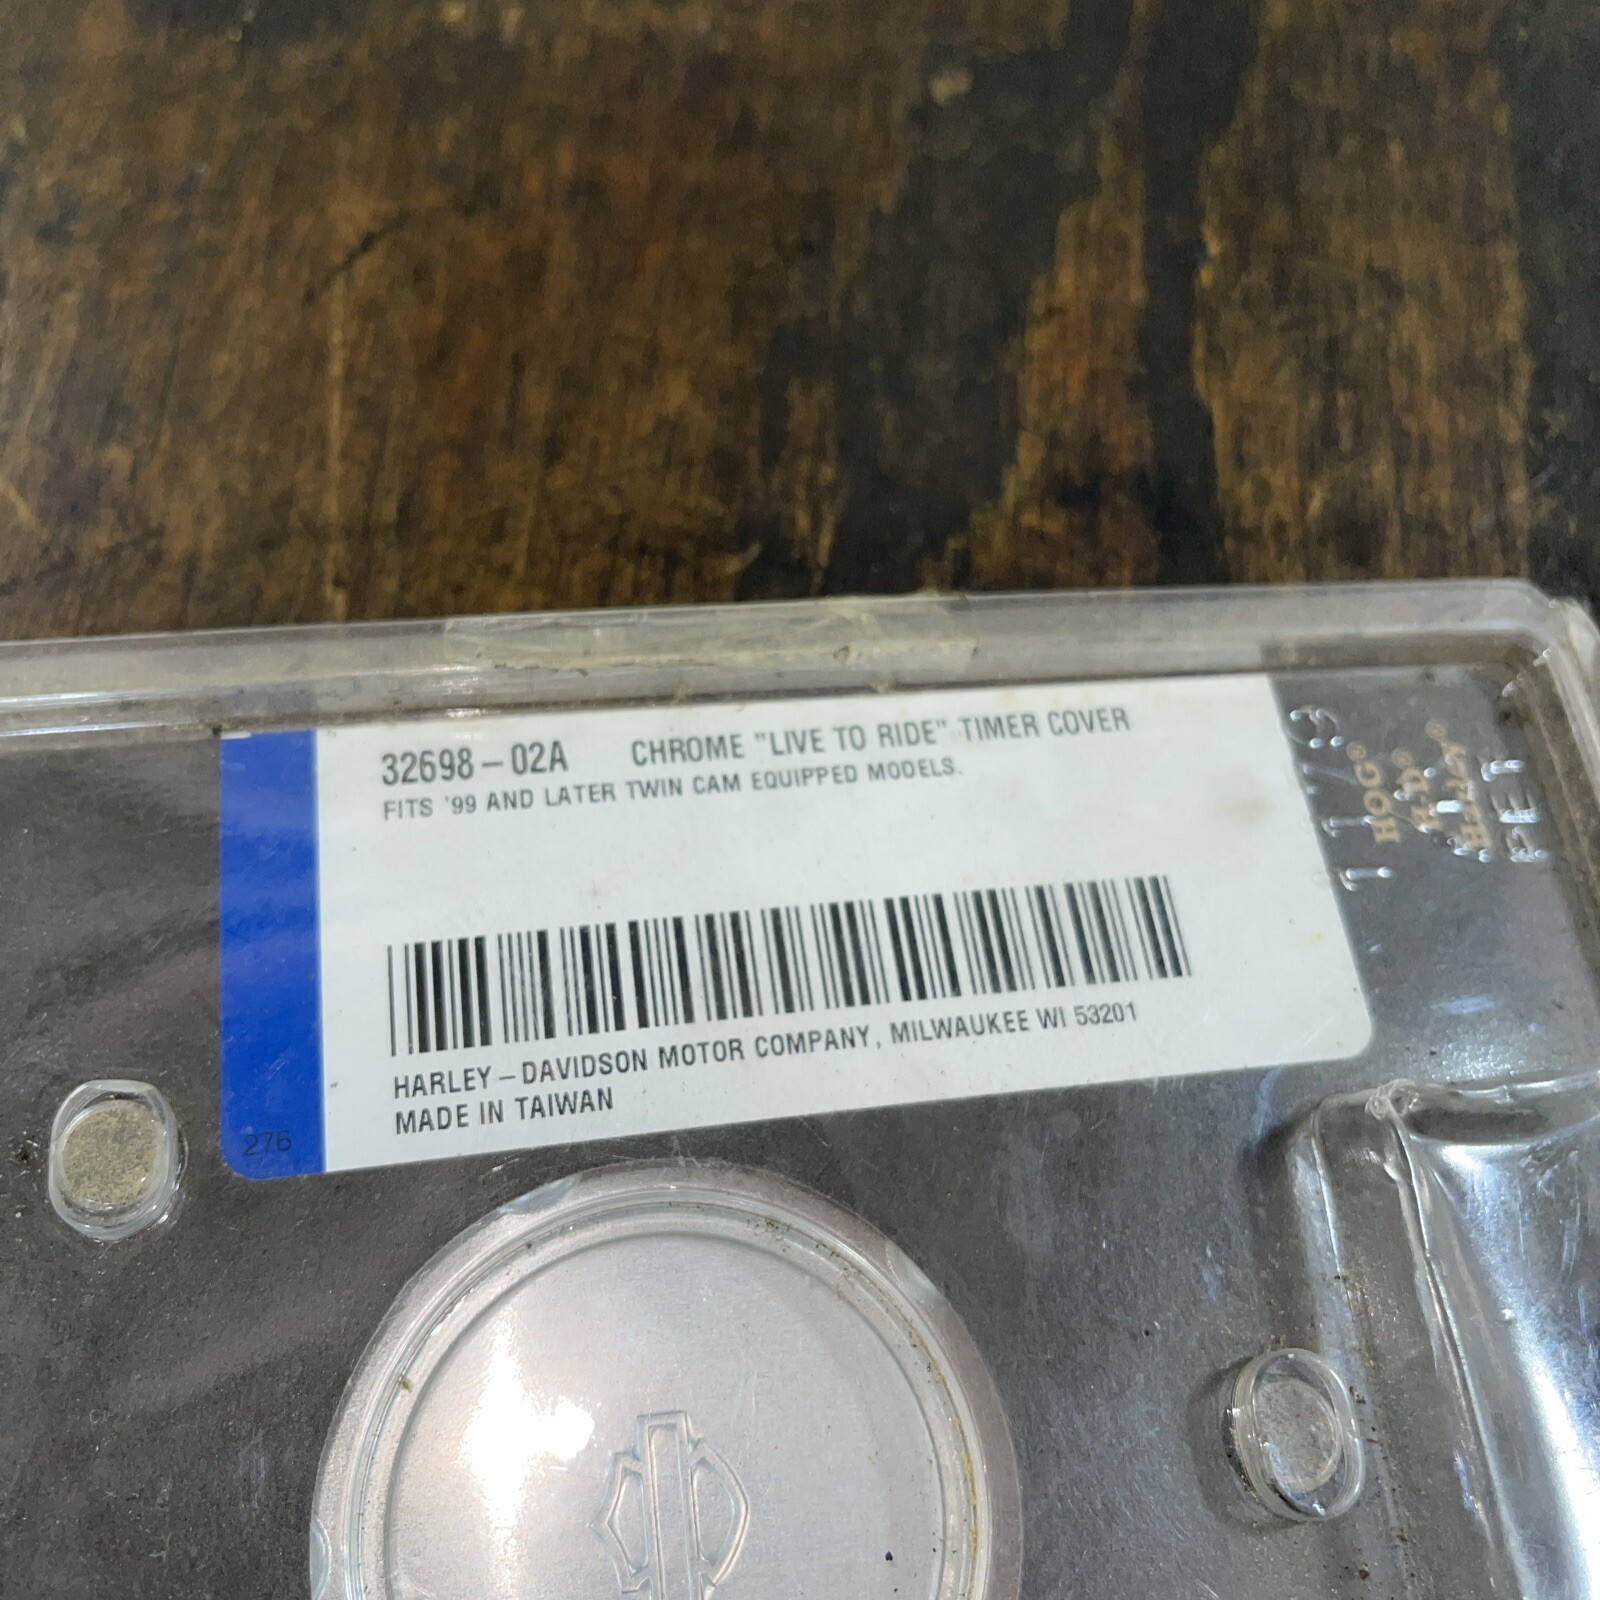 32698-02A CHROME "LIVE TO RIDE" TIMER COVER
FITS '99 AND LATER TWIN CAM EQUIPPED MODELS.
HARLEY-DAVIDSON MOTOR COMPANY, MILWAUKEE WI 53201
MADE IN TAIWAN
276
HOG®
H-D®